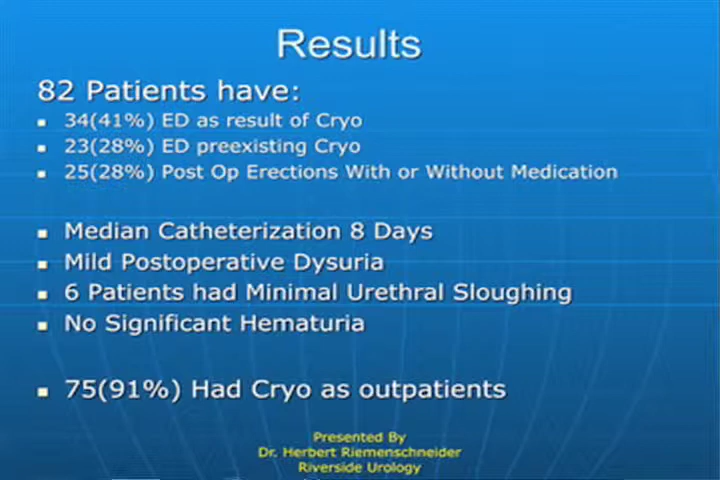 Results
82 Patients have:
34(41%) ED as result of Cryo
23(28%) ED preexisting Cryo
25(28%) Post Op Erections With or Without Medication
Median Catheterization 8 Days
Mild Postoperative Dysuria
6 Patients had Minimal Urethral Sloughing
No Significant Hematuria
75(91%) Had Cryo as outpatients
Presented By
Dr. Herbert Riemenschneider
Riverside Urology